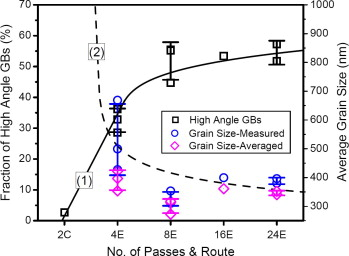 Fraction of High Angle GBs (%)
70
60
50
40
30
20
10
0
(2)
(1)
High Angle GBs
Grain Size-Measured
Grain Size-Averaged
1000
900
800
700
600
500
400
300
Average Grain Size (nm)
2C 4E 8E 16E 24E
No. of Passes & Route